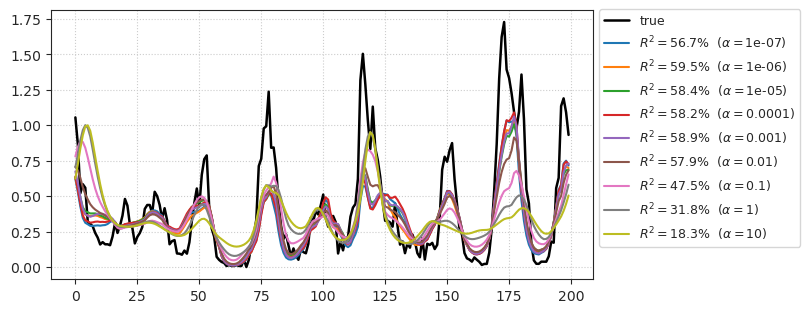 1.75
1.50
1.25
1.00
0.75
0.50
0.25
0.00
0
25
50
75
100
125
150
175
200
true
R² = 56.7% (α = 1e-07)
R² = 59.5% (α = 1e-06)
R² = 58.4% (α = 1e-05)
R² = 58.2% (α = 0.0001)
R² = 58.9% (α = 0.001)
R² = 57.9% (α = 0.01)
R² = 47.5% (α = 0.1)
R² = 31.8% (α = 1)
R² = 18.3% (α = 10)